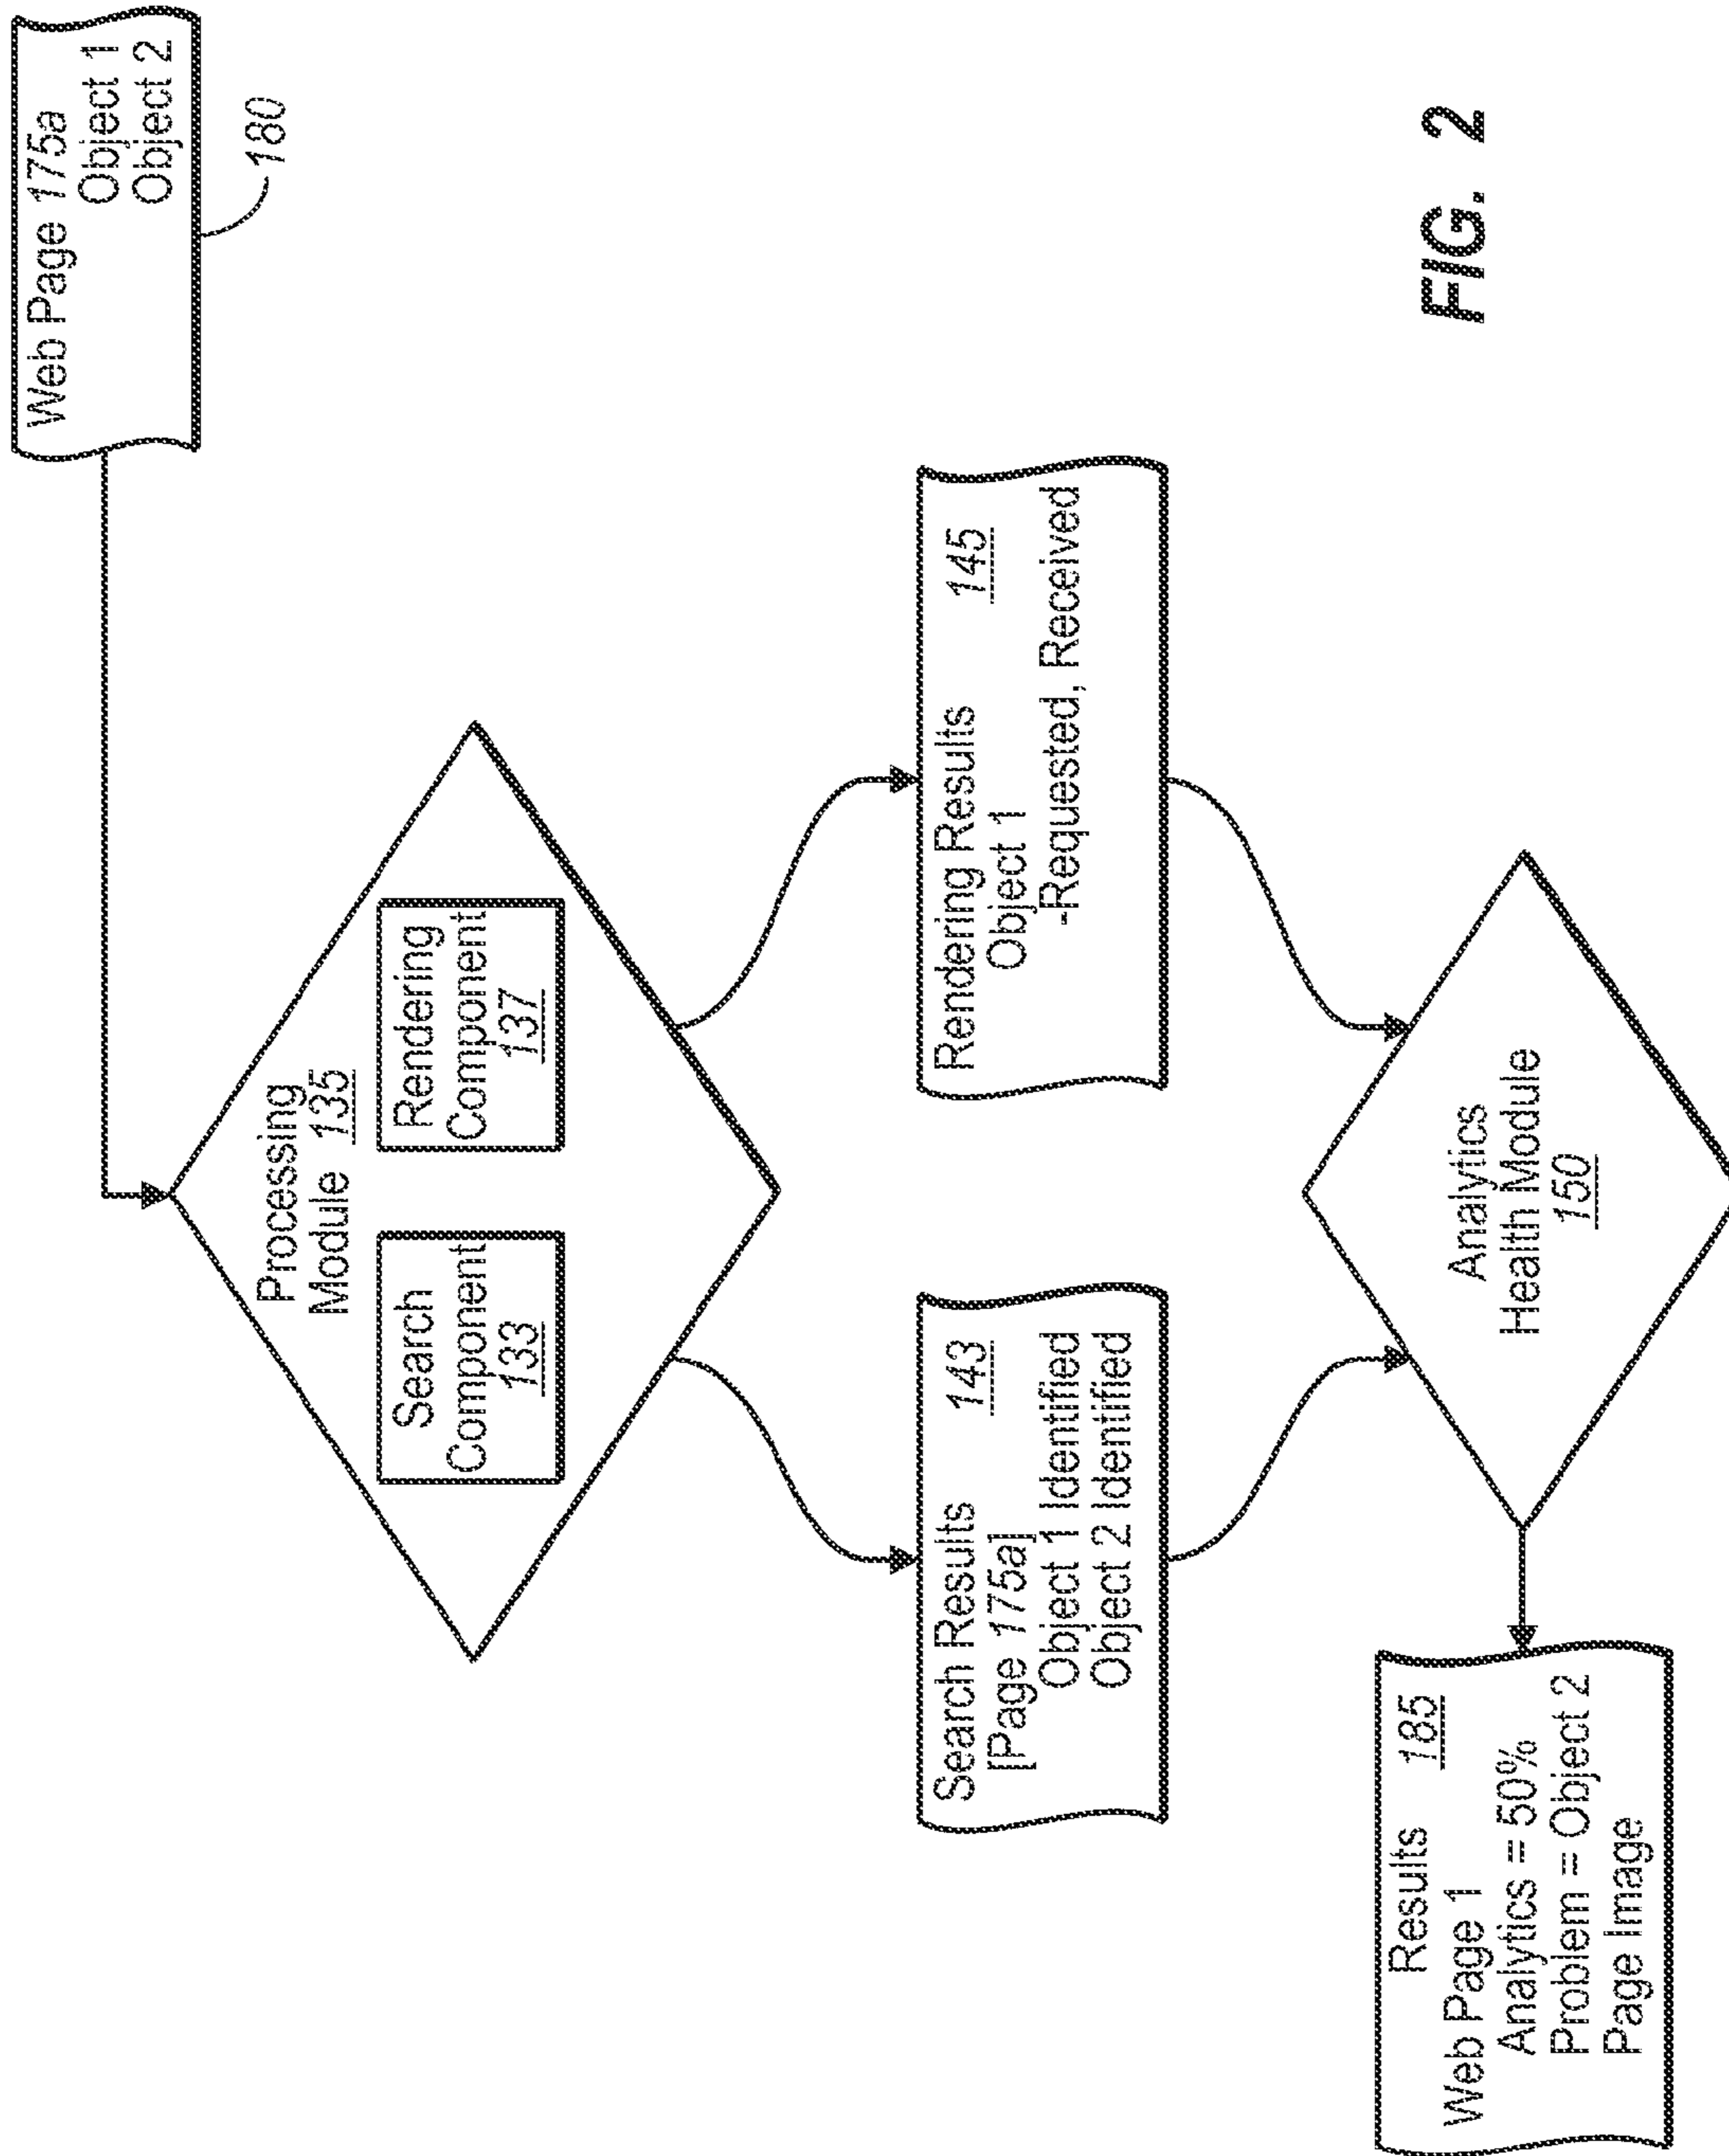 Web Page 175a
Object 1
Object 2
180
Processing
Module 135
Search
Component
133
Rendering
Component
137
Search Results 143
[Page 175a]
Object 1 Identified
Object 2 Identified
Rendering Results 145
Object 1
-Requested, Received
Analytics
Health Module
150
Results 185
Web Page 1
Analytics = 50%
Problem = Object 2
Page Image
FIG. 2